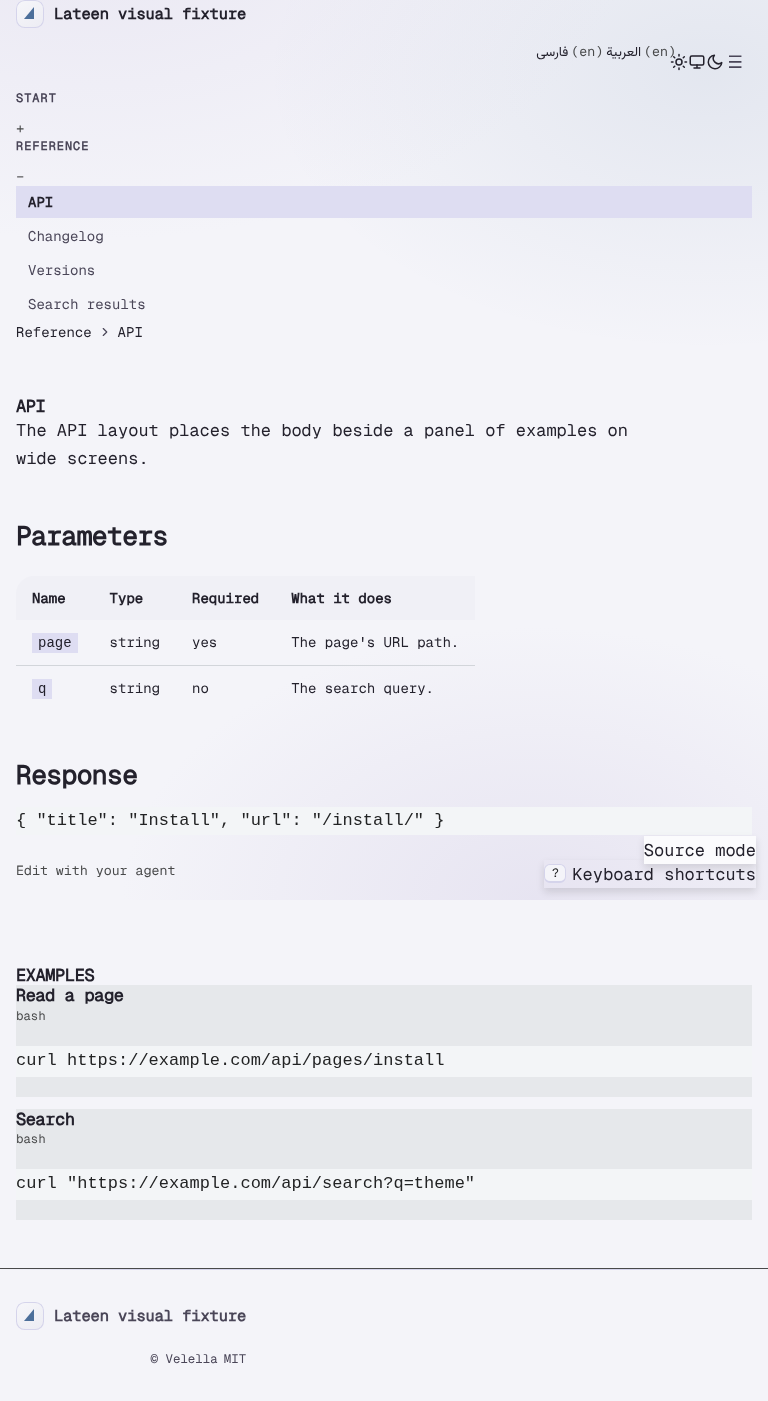 Lateen visual fixture
فارسی (en) العربية (en)
START
+
REFERENCE
−
API
Changelog
Versions
Search results
Reference > API
API
The API layout places the body beside a panel of examples on
wide screens.
Parameters
Name Type Required What it does
page string yes The page's URL path.
q string no The search query.
Response
{ "title": "Install", "url": "/install/" }
Source mode
Edit with your agent
? Keyboard shortcuts
EXAMPLES
Read a page
bash
curl https://example.com/api/pages/install
Search
bash
curl "https://example.com/api/search?q=theme"
Lateen visual fixture
© Velella MIT